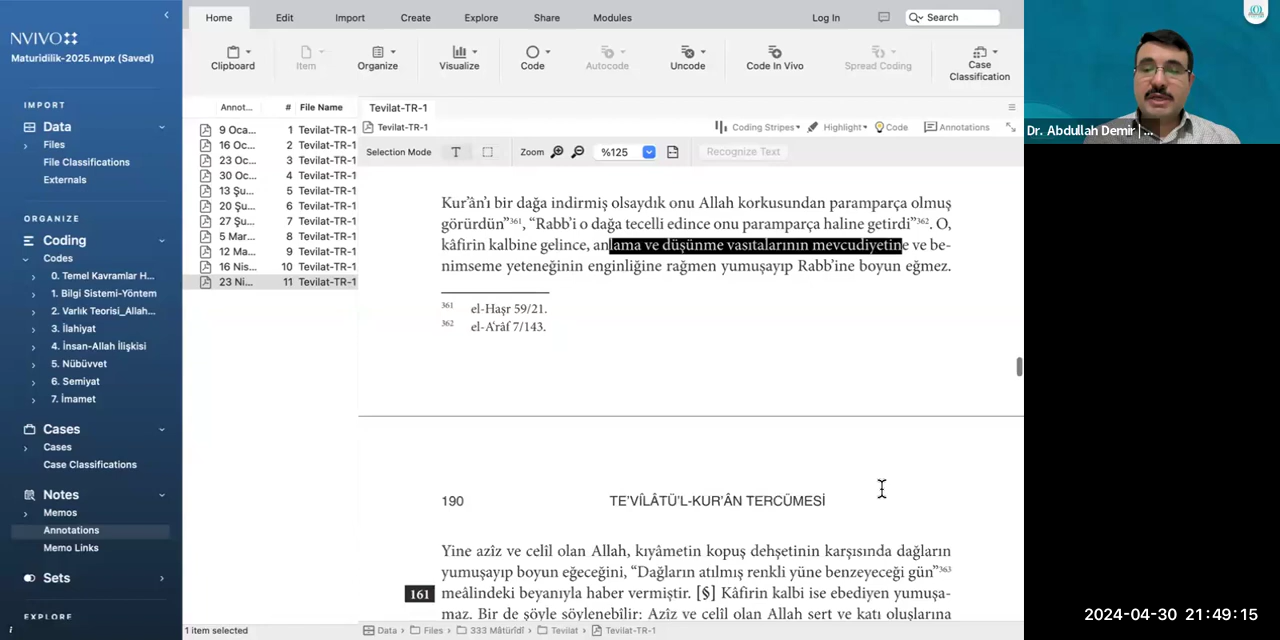 NVIVO
Maturidilik-2025.nvpx (Saved)
IMPORT
Data
Files
File Classifications
Externals
ORGANIZE
Coding
Codes
0. Temel Kavramlar H...
1. Bilgi Sistemi-Yöntem
2. Varlık Teorisi_Allah...
3. İlahiyat
4. İnsan-Allah İlişkisi
5. Nübüvvet
6. Semiyat
7. İmamet
Cases
Cases
Case Classifications
Notes
Memos
Annotations
Memo Links
Sets
EXPLORE
Home Edit Import Create Explore Share Modules Log In Search
Clipboard Item Organize Visualize Code Autocode Uncode Code In Vivo Spread Coding Case Classification
Annot... # File Name
9 Oca... 1 Tevilat-TR-1
16 Oc... 2 Tevilat-TR-1
23 Oc... 3 Tevilat-TR-1
30 Oc... 4 Tevilat-TR-1
13 Şu... 5 Tevilat-TR-1
20 Şu... 6 Tevilat-TR-1
27 Şu... 7 Tevilat-TR-1
5 Mar... 8 Tevilat-TR-1
12 Ma... 9 Tevilat-TR-1
16 Nis... 10 Tevilat-TR-1
23 Ni... 11 Tevilat-TR-1
1 item selected
Tevilat-TR-1
Tevilat-TR-1 Coding Stripes Highlight Code Annotations
Selection Mode T Zoom %125 Recognize Text
Kur'ân'ı bir dağa indirmiş olsaydık onu Allah korkusundan paramparça olmuş
görürdün”361, “Rabb'i o dağa tecelli edince onu paramparça haline getirdi”362. O,
kâfirin kalbine gelince, anlama ve düşünme vasıtalarının mevcudiyetine ve be-
nimseme yeteneğinin enginliğine rağmen yumuşayıp Rabb'ine boyun eğmez.
361 el-Haşr 59/21.
362 el-A'râf 7/143.
190 TE'VÎLÂTÜ'L-KUR'ÂN TERCÜMESİ
Yine azîz ve celîl olan Allah, kıyâmetin kopuş dehşetinin karşısında dağların
yumuşayıp boyun eğeceğini, “Dağların atılmış renkli yüne benzeyeceği gün”363
161 meâlindeki beyanıyla haber vermiştir. [§] Kâfirin kalbi ise ebediyen yumuşa-
maz. Bir de şöyle söylenebilir: Azîz ve celîl olan Allah sert ve katı oluşlarına
Data Files 333 Mâtürîdî Tevilat Tevilat-TR-1
Dr. Abdullah Demir | ...
2024-04-30 21:49:15